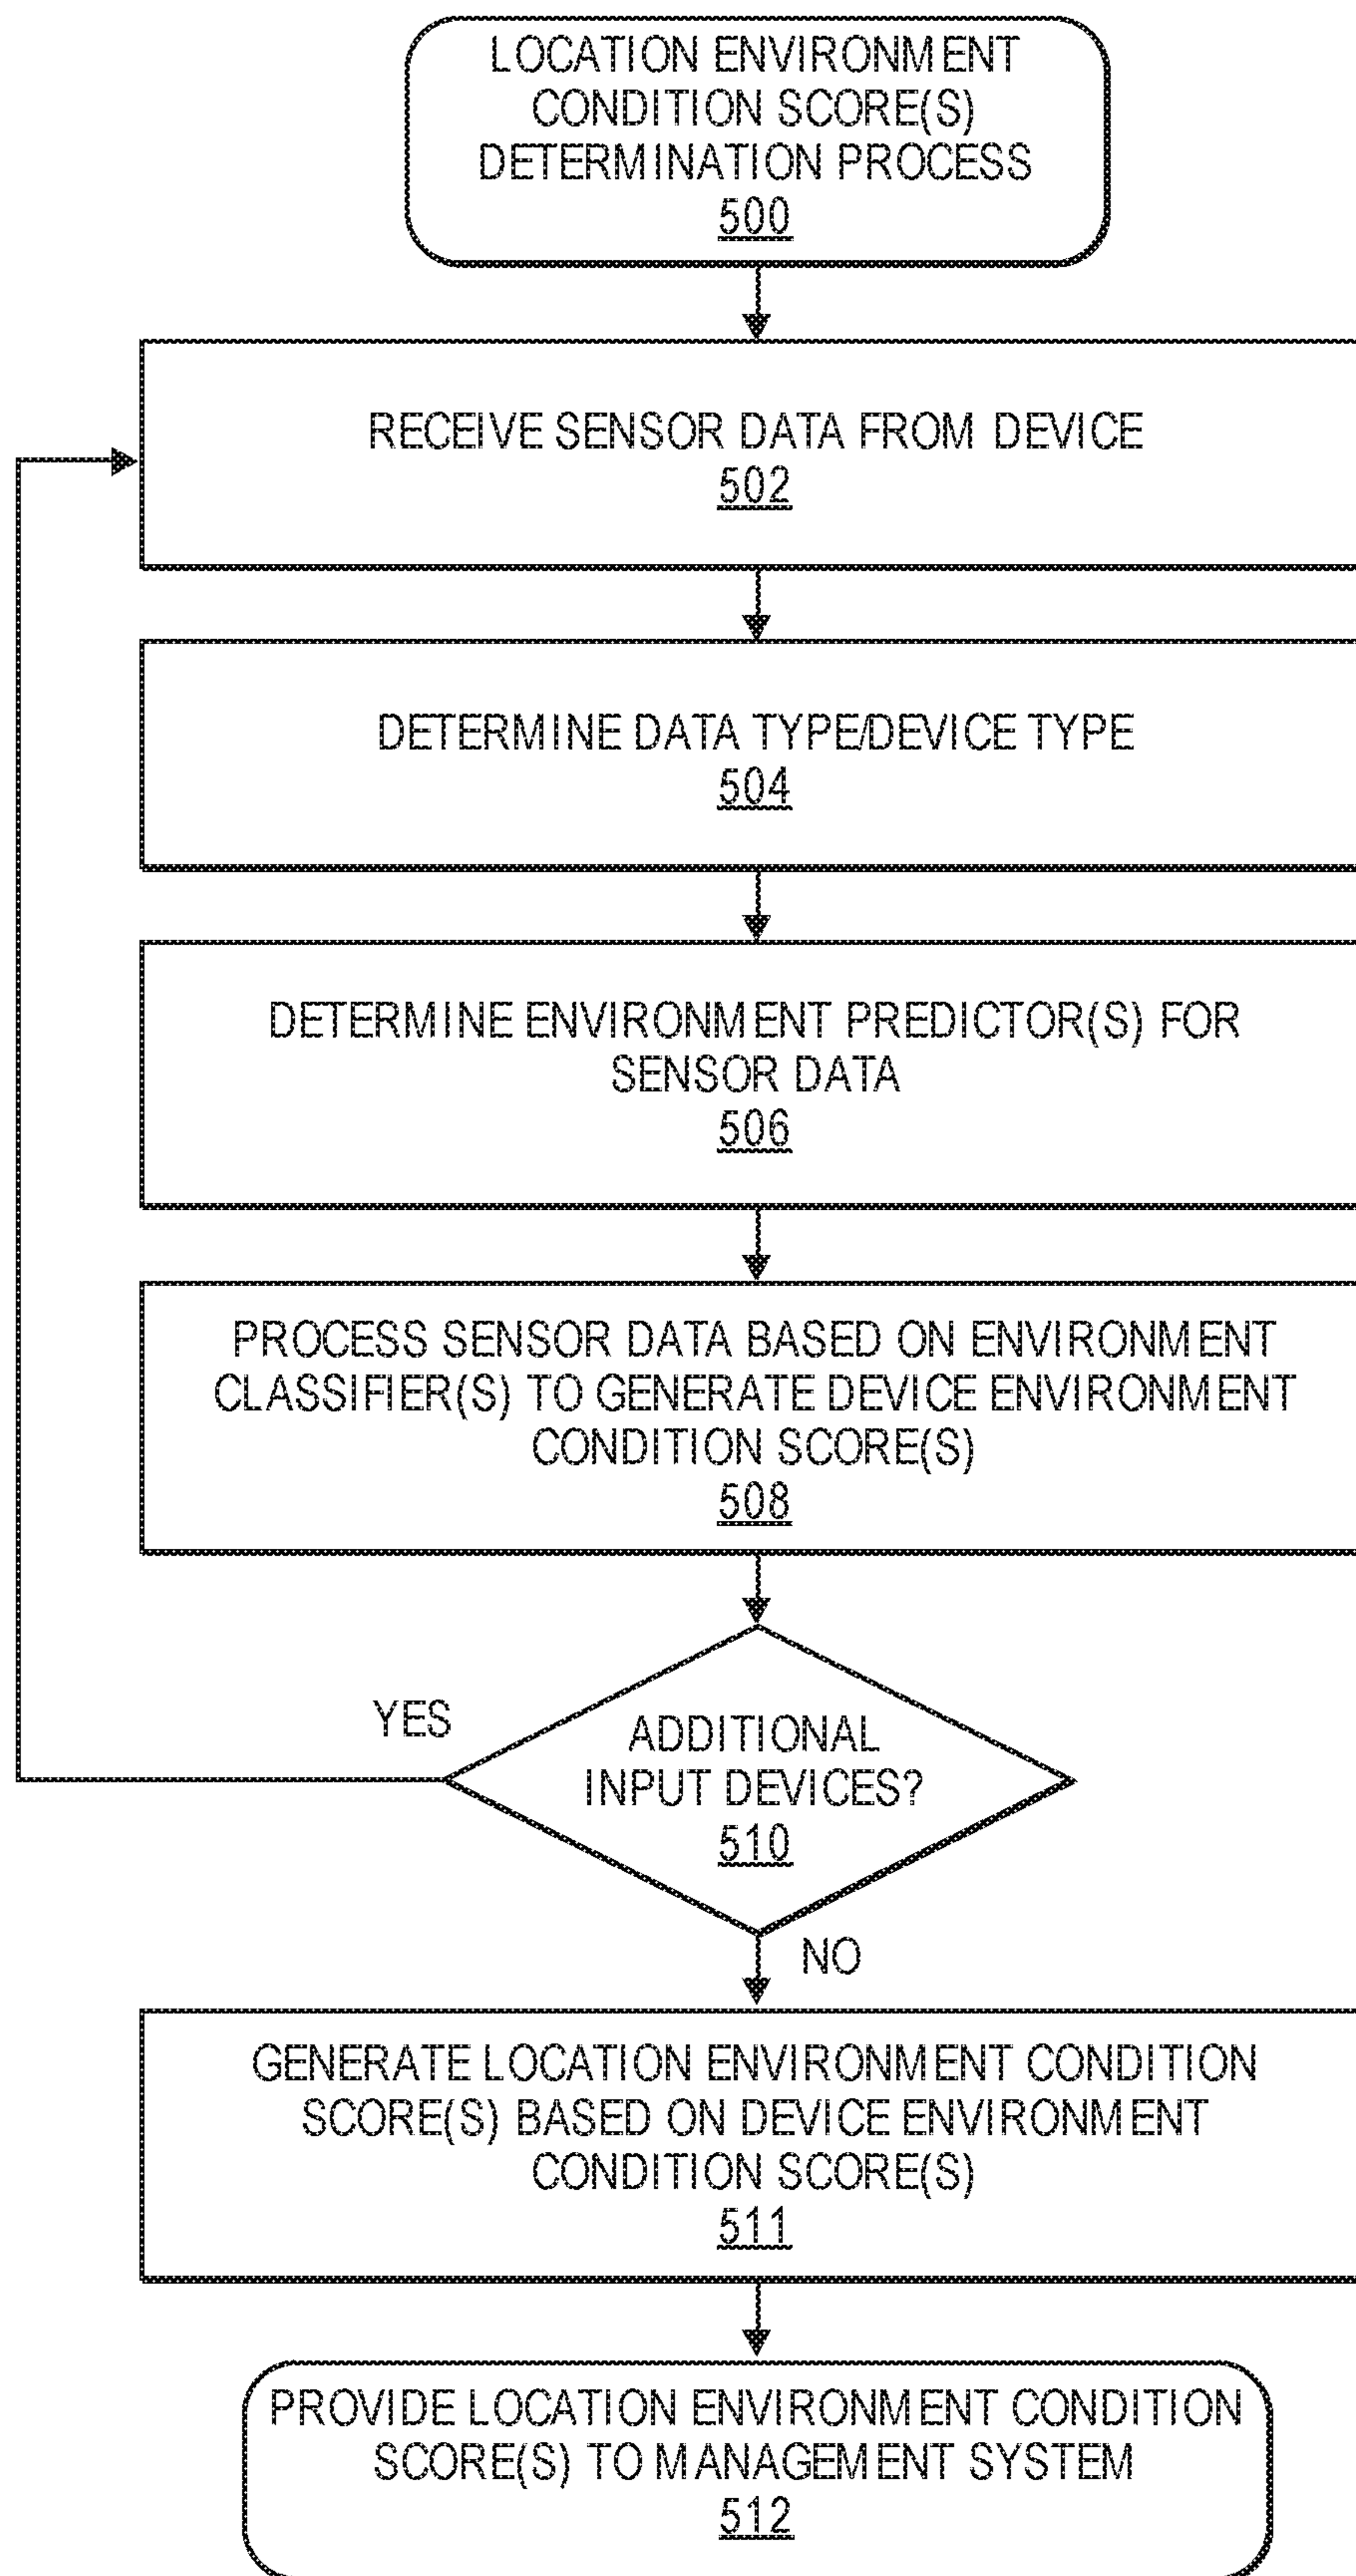 LOCATION ENVIRONMENT
CONDITION SCORE(S)
DETERMINATION PROCESS
500
RECEIVE SENSOR DATA FROM DEVICE
502
DETERMINE DATA TYPE/DEVICE TYPE
504
DETERMINE ENVIRONMENT PREDICTOR(S) FOR
SENSOR DATA
506
PROCESS SENSOR DATA BASED ON ENVIRONMENT
CLASSIFIER(S) TO GENERATE DEVICE ENVIRONMENT
CONDITION SCORE(S)
508
YES
ADDITIONAL
INPUT DEVICES?
510
NO
GENERATE LOCATION ENVIRONMENT CONDITION
SCORE(S) BASED ON DEVICE ENVIRONMENT
CONDITION SCORE(S)
511
PROVIDE LOCATION ENVIRONMENT CONDITION
SCORE(S) TO MANAGEMENT SYSTEM
512